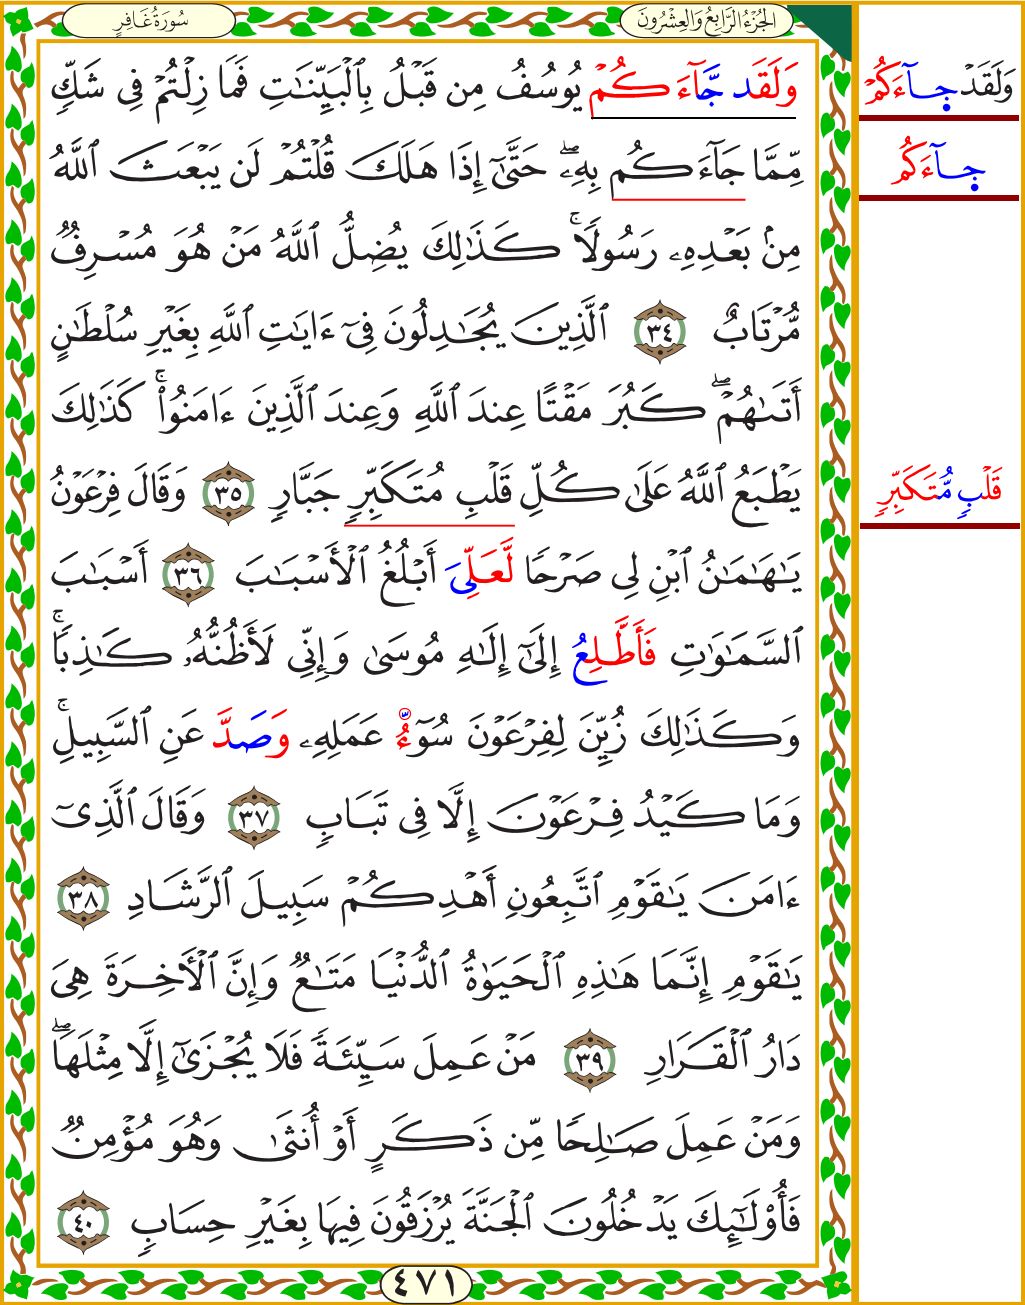 الجُزْءُ الرَّابِعُ وَالعِشْرُونَ
سُورَةُ غَافِرٍ
وَلَقَد جَّآءَكُمْ يُوسُفُ مِن قَبْلُ بِالْبَيِّنَٰتِ فَمَا زِلْتُمْ فِى شَكٍّ
مِّمَّا جَآءَكُم بِهِۦۖ حَتَّىٰٓ إِذَا هَلَكَ قُلْتُمْ لَن يَبْعَثَ ٱللَّهُ
مِنۢ بَعْدِهِۦ رَسُولًاۚ كَذَٰلِكَ يُضِلُّ ٱللَّهُ مَنْ هُوَ مُسْرِفٌ
مُّرْتَابٌ ٣٤ ٱلَّذِينَ يُجَٰدِلُونَ فِىٓ ءَايَٰتِ ٱللَّهِ بِغَيْرِ سُلْطَٰنٍ
أَتَىٰهُمْۖ كَبُرَ مَقْتًا عِندَ ٱللَّهِ وَعِندَ ٱلَّذِينَ ءَامَنُوا۟ۚ كَذَٰلِكَ
يَطْبَعُ ٱللَّهُ عَلَىٰ كُلِّ قَلْبِ مُتَكَبِّرٍ جَبَّارٍ ٣٥ وَقَالَ فِرْعَوْنُ
يَٰهَٰمَٰنُ ٱبْنِ لِى صَرْحًا لَّعَلِّىَ أَبْلُغُ ٱلْأَسْبَٰبَ ٣٦ أَسْبَٰبَ
ٱلسَّمَٰوَٰتِ فَأَطَّلِعُ إِلَىٰٓ إِلَٰهِ مُوسَىٰ وَإِنِّى لَأَظُنُّهُۥ كَٰذِبًاۚ
وَكَذَٰلِكَ زُيِّنَ لِفِرْعَوْنَ سُوٓءُ عَمَلِهِۦ وَصَدَّ عَنِ ٱلسَّبِيلِۚ
وَمَا كَيْدُ فِرْعَوْنَ إِلَّا فِى تَبَابٍ ٣٧ وَقَالَ ٱلَّذِىٓ
ءَامَنَ يَٰقَوْمِ ٱتَّبِعُونِ أَهْدِكُمْ سَبِيلَ ٱلرَّشَادِ ٣٨
يَٰقَوْمِ إِنَّمَا هَٰذِهِ ٱلْحَيَوٰةُ ٱلدُّنْيَا مَتَٰعٌ وَإِنَّ ٱلْأَخِرَةَ هِىَ
دَارُ ٱلْقَرَارِ ٣٩ مَنْ عَمِلَ سَيِّئَةً فَلَا يُجْزَىٰٓ إِلَّا مِثْلَهَاۖ
وَمَنْ عَمِلَ صَٰلِحًا مِّن ذَكَرٍ أَوْ أُنثَىٰ وَهُوَ مُؤْمِنٌ
فَأُو۟لَٰٓئِكَ يَدْخُلُونَ ٱلْجَنَّةَ يُرْزَقُونَ فِيهَا بِغَيْرِ حِسَابٍ ٤٠
٤٧١
وَلَقَدْ جِآءَكُمْ
جِآءَكُمْ
قَلْبٍ مُّتَكَبِّرٍ